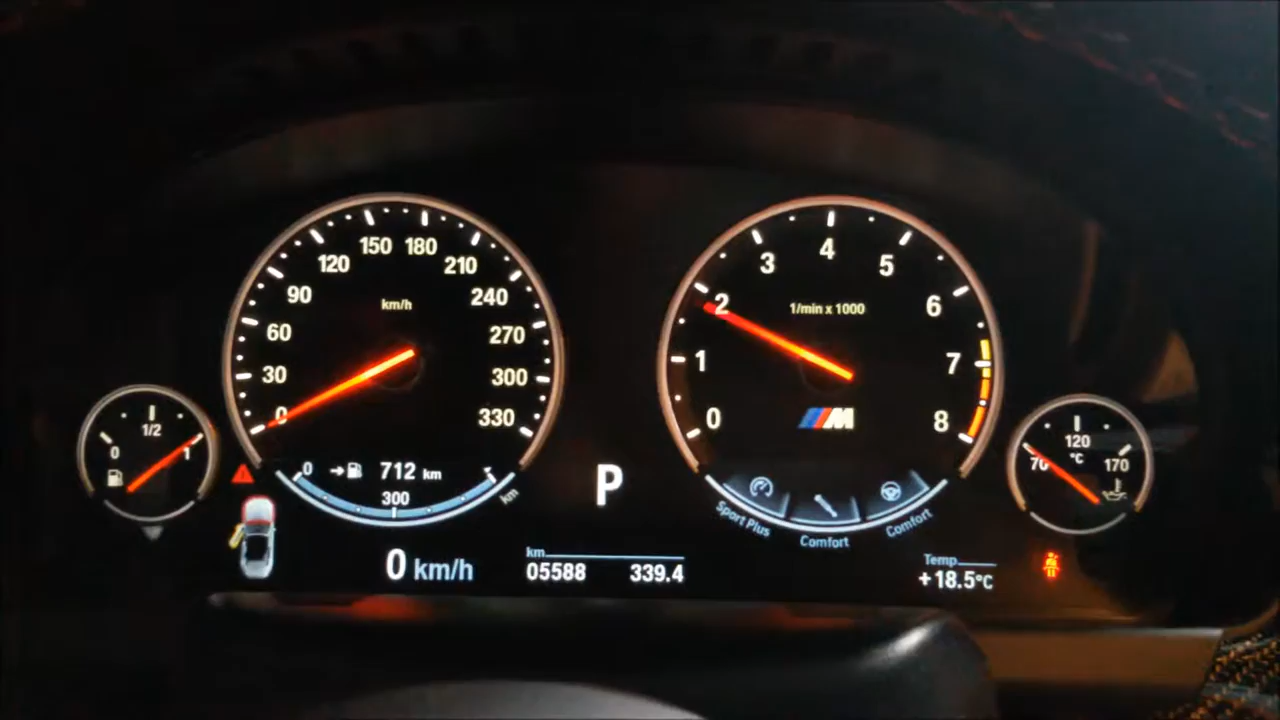 0 30 60 90 120 150 180 210 240 270 300 330
km/h
0 1 2 3 4 5 6 7 8
1/min x 1000
M
0 1/2 1
0 712 km
300
km
P
70 120 170
°C
Sport Plus
Comfort
Comfort
0 km/h
km
05588 339.4
Temp
+18.5°C